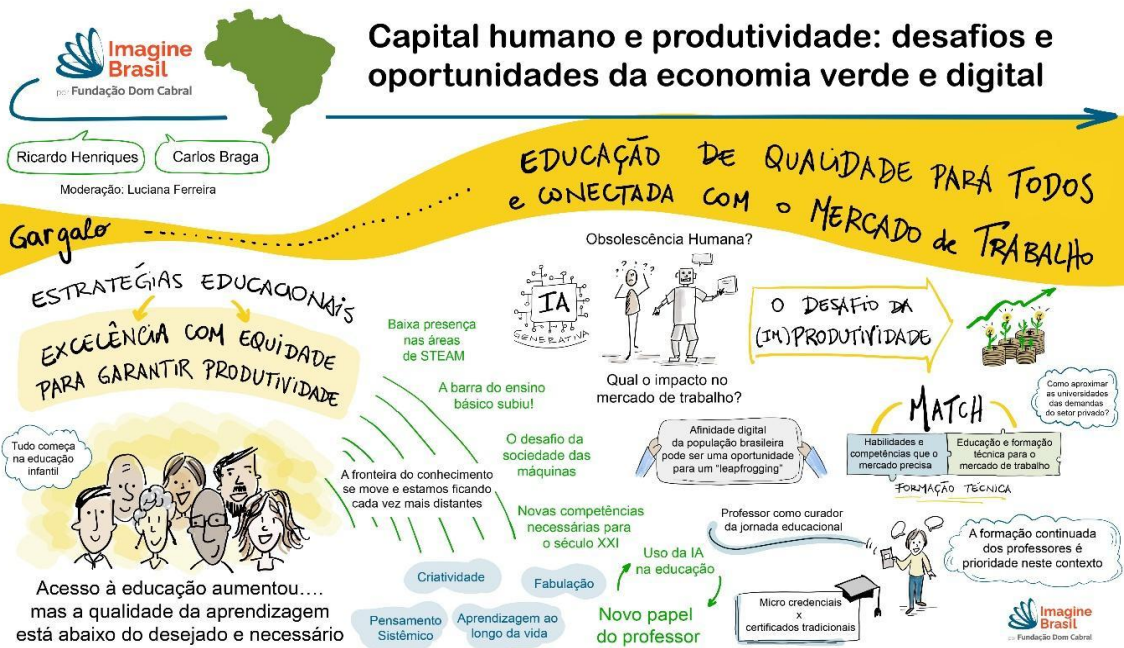 Imagine
Brasil
por Fundação Dom Cabral
Capital humano e produtividade: desafios e
oportunidades da economia verde e digital
Ricardo Henriques
Carlos Braga
Moderação: Luciana Ferreira
Gargalo
EDUCAÇÃO DE QUALIDADE PARA TODOS
e CONECTADA COM o MERCADO de TRABALHO
ESTRATÉGIAS EDUCACIONAIS
EXCELÊNCIA COM EQUIDADE
PARA GARANTIR PRODUTIVIDADE
Tudo começa
na educação
infantil
Acesso à educação aumentou....
mas a qualidade da aprendizagem
está abaixo do desejado e necessário
Baixa presença
nas áreas
de STEAM
A barra do ensino
básico subiu!
O desafio da
sociedade das
máquinas
A fronteira do conhecimento
se move e estamos ficando
cada vez mais distantes
Novas competências
necessárias para
o século XXI
Criatividade
Fabulação
Pensamento
Sistêmico
Aprendizagem ao
longo da vida
Obsolescência Humana?
? ? ? ?
IA
GENERATIVA
Qual o impacto no
mercado de trabalho?
O DESAFIO DA
(IM)PRODUTIVIDADE
Afinidade digital
da população brasileira
pode ser uma oportunidade
para um "leapfrogging"
MATCH
Como aproximar
as universidades
das demandas
do setor privado?
Habilidades e
competências que o
mercado precisa
Educação e formação
técnica para o
mercado de trabalho
FORMAÇÃO TÉCNICA
Professor como curador
da jornada educacional
Uso da IA
na educação
Novo papel
do professor
Micro credenciais
x
certificados tradicionais
A formação continuada
dos professores é
prioridade neste contexto
Imagine
Brasil
por Fundação Dom Cabral